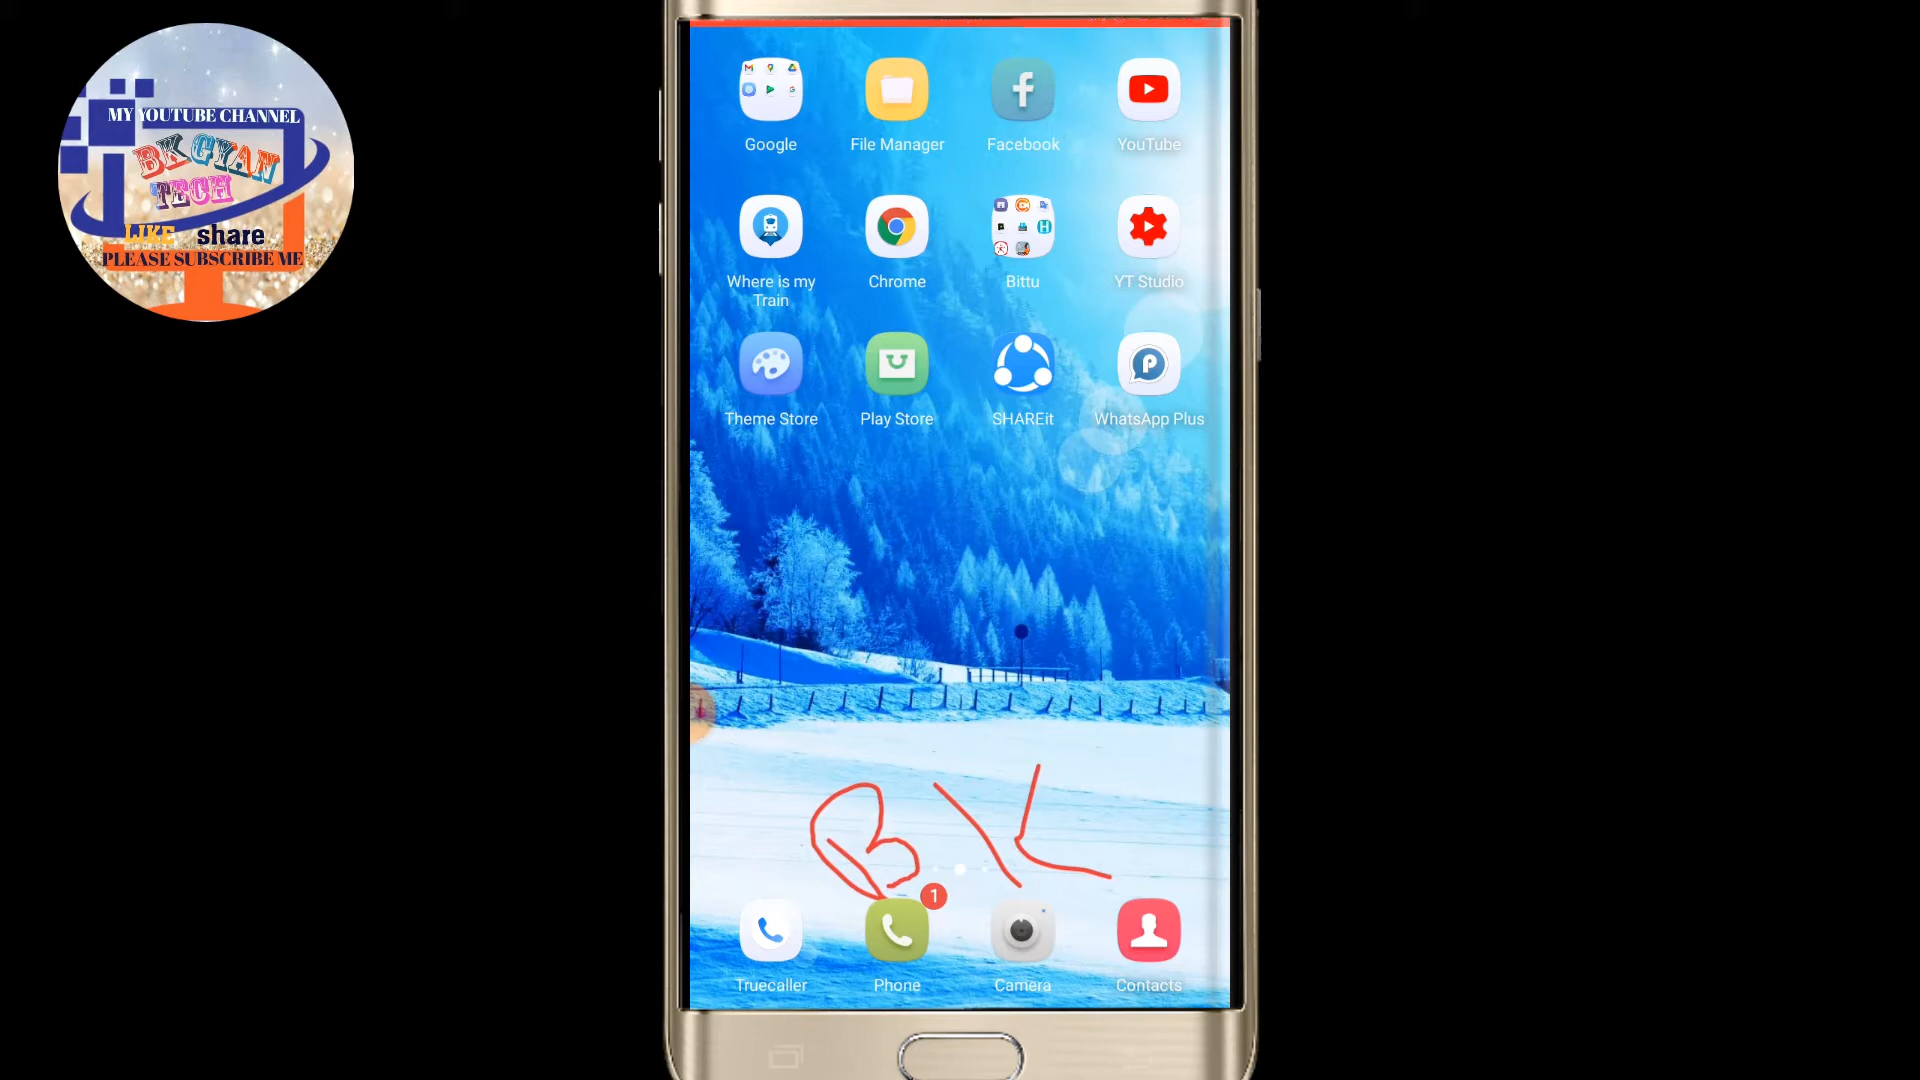 MY YOUTUBE CHANNEL
BK GYAN
TECH
LIKE share
PLEASE SUBSCRIBE ME
Google File Manager Facebook YouTube
Where is my Train Chrome Bittu YT Studio
Theme Store Play Store SHAREit WhatsApp Plus
BK
1
Truecaller Phone Camera Contacts